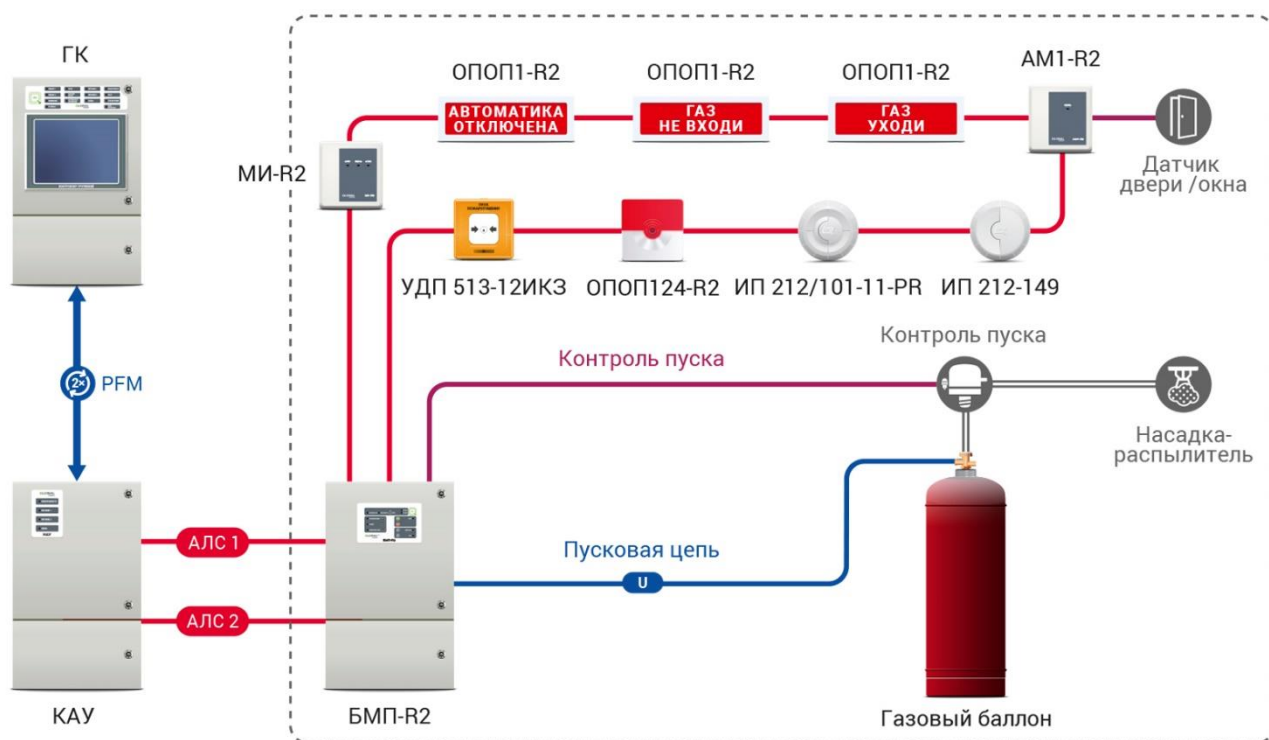 ГК
ОПОП1-R2
ОПОП1-R2
ОПОП1-R2
АМ1-R2
АВТОМАТИКА
ОТКЛЮЧЕНА
ГАЗ
НЕ ВХОДИ
ГАЗ
УХОДИ
МИ-R2
Датчик
двери /окна
УДП 513-12ИКЗ
ОПОП124-R2
ИП 212/101-11-PR
ИП 212-149
2×
PFM
Контроль пуска
Контроль пуска
Насадка-
распылитель
АЛС 1
Пусковая цепь
U
АЛС 2
КАУ
БМП-R2
Газовый баллон